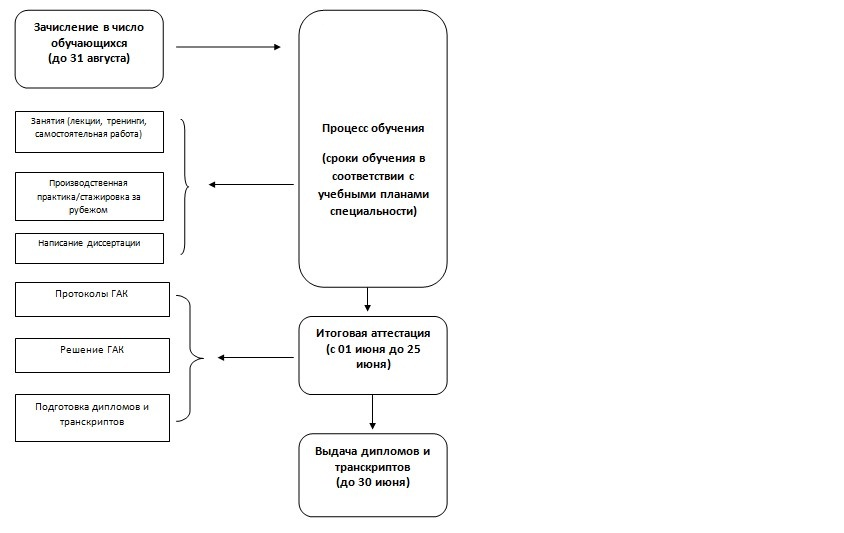 Зачисление в число
обучающихся
(до 31 августа)
Процесс обучения
(сроки обучения в
соответствии с
учебными планами
специальности)
Занятия (лекции, тренинги,
самостоятельная работа)
Производственная
практика/стажировка за
рубежом
Написание диссертации
Итоговая аттестация
(с 01 июня до 25
июня)
Протоколы ГАК
Решение ГАК
Подготовка дипломов и
транскриптов
Выдача дипломов и
транскриптов
(до 30 июня)